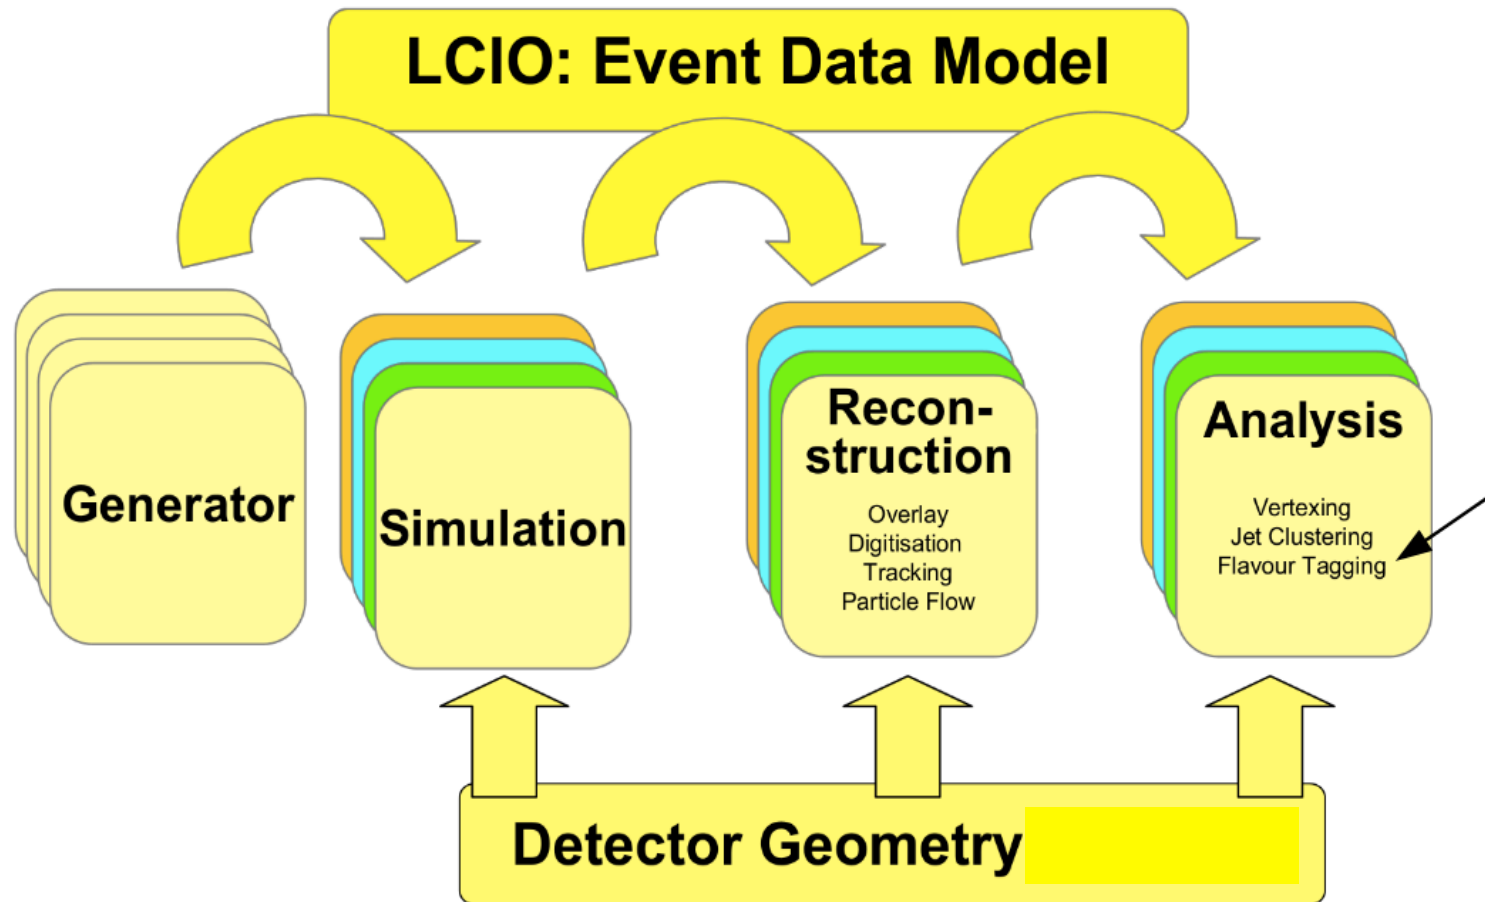 LCIO: Event Data Model
Generator
Simulation
Recon-
struction
Overlay
Digitisation
Tracking
Particle Flow
Analysis
Vertexing
Jet Clustering
Flavour Tagging
Detector Geometry